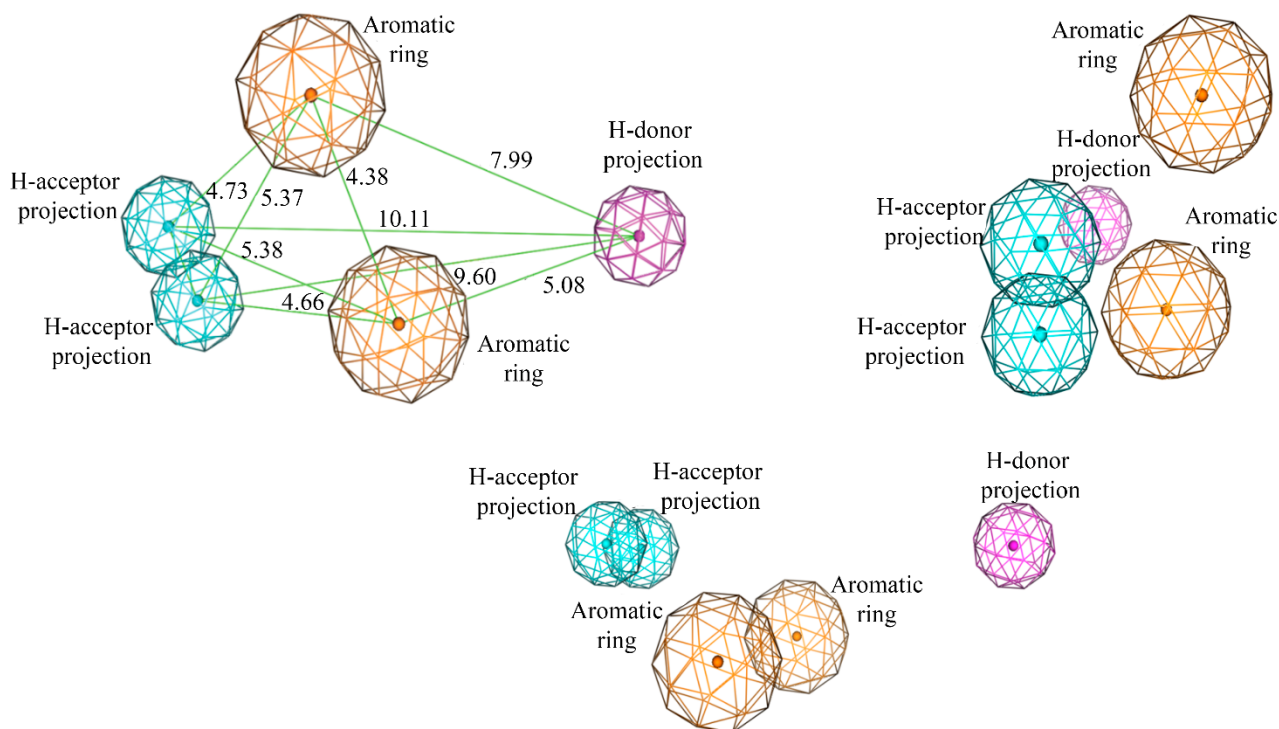 Aromatic
ring
H-donor
projection
H-acceptor
projection
4.73
5.37
4.38
7.99
10.11
5.38
9.60
5.08
4.66
H-acceptor
projection
Aromatic
ring
Aromatic
ring
H-donor
projection
H-acceptor
projection
Aromatic
ring
H-acceptor
projection
H-acceptor
projection
H-acceptor
projection
H-donor
projection
Aromatic
ring
Aromatic
ring